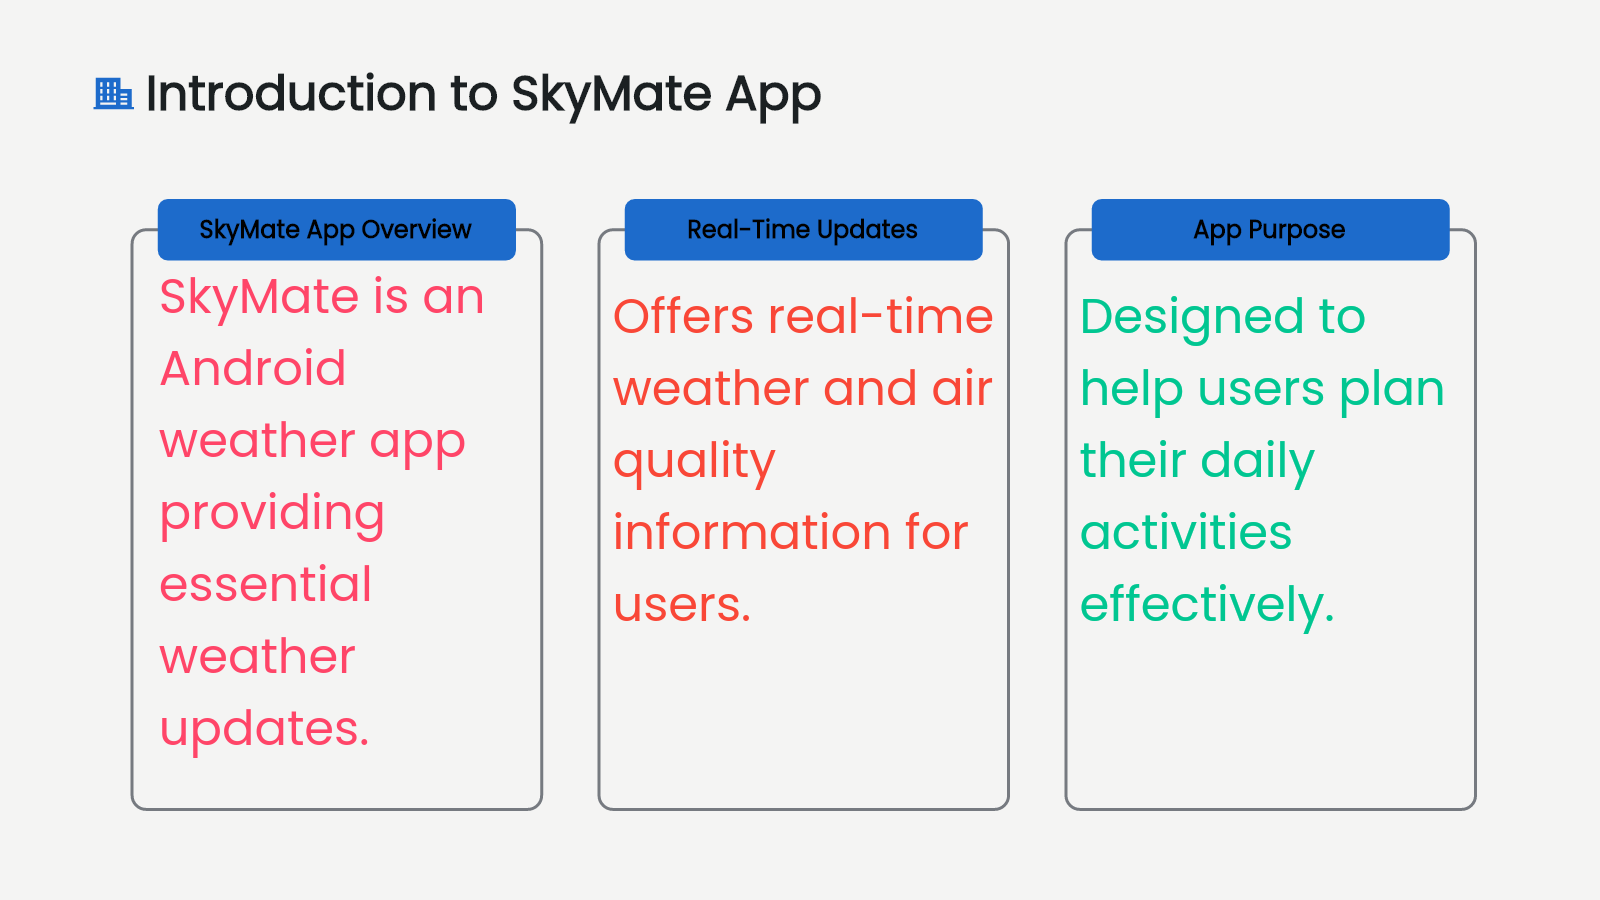 Introduction to SkyMate App
SkyMate App Overview
SkyMate is an
Android
weather app
providing
essential
weather
updates.
Real-Time Updates
Offers real-time
weather and air
quality
information for
users.
App Purpose
Designed to
help users plan
their daily
activities
effectively.